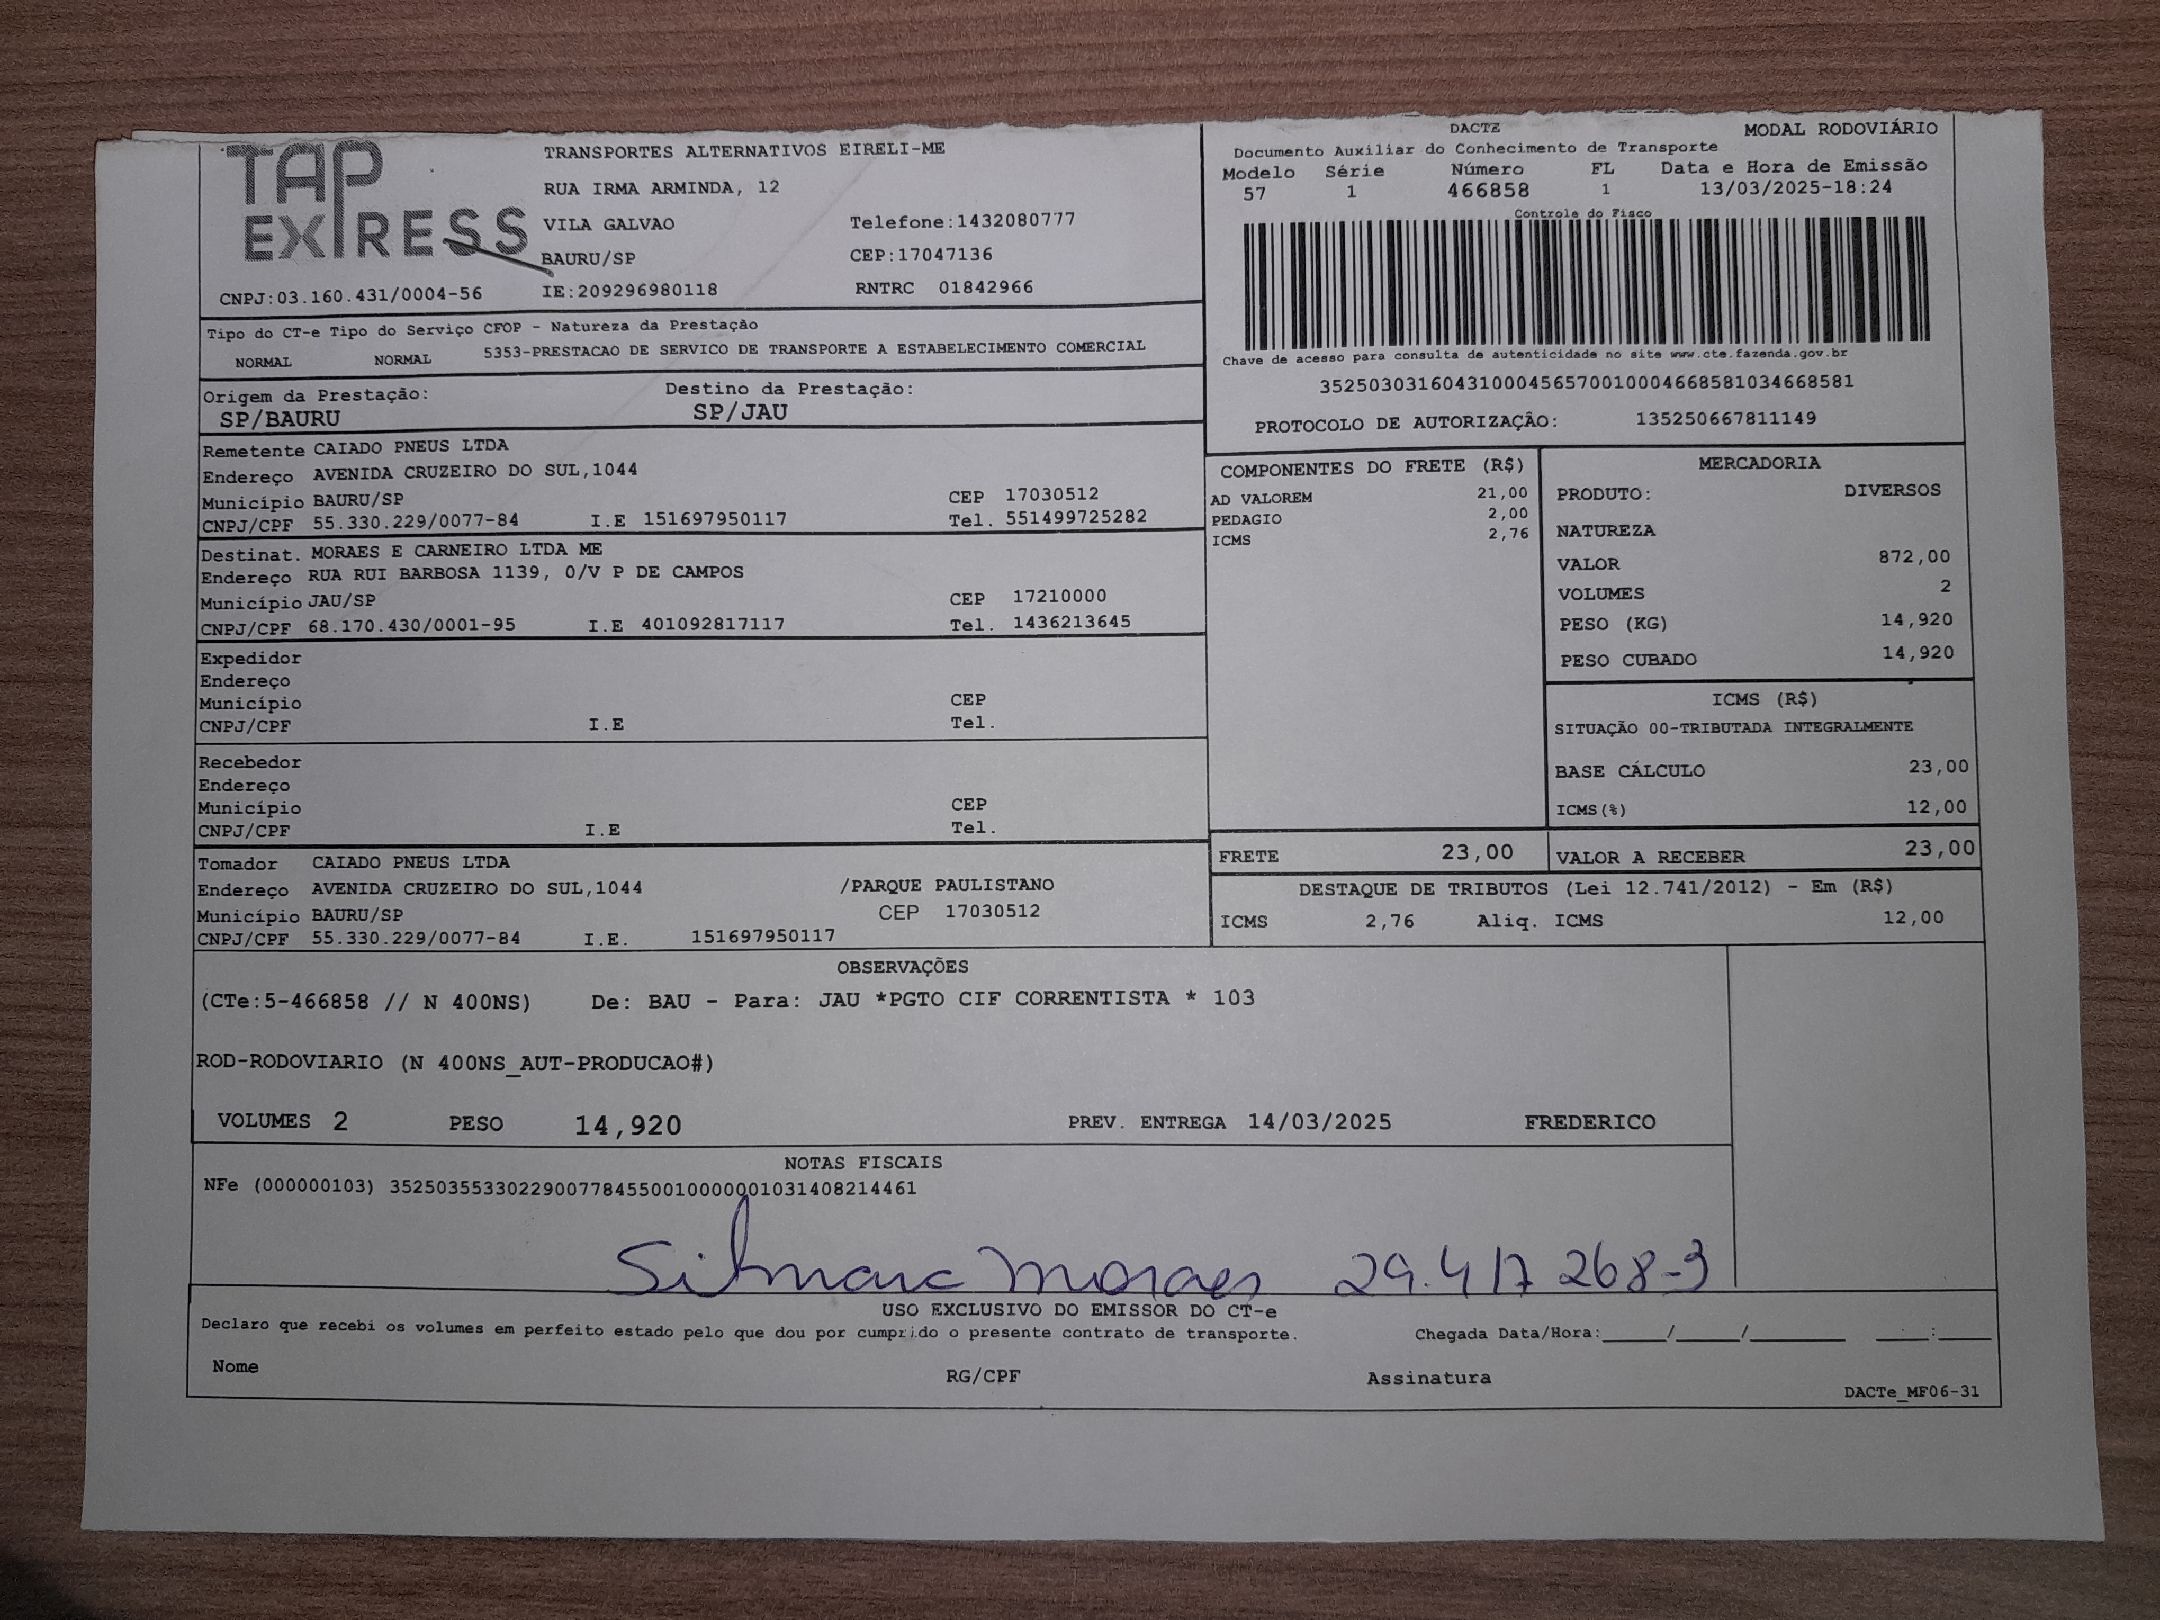 TAP
EXPRESS
CNPJ:03.160.431/0004-56
TRANSPORTES ALTERNATIVOS EIRELI-ME
RUA IRMA ARMINDA, 12
VILA GALVAO Telefone:1432080777
BAURU/SP CEP:17047136
IE:209296980118 RNTRC 01842966
DACTE MODAL RODOVIÁRIO
Documento Auxiliar do Conhecimento de Transporte
Modelo Série Número FL Data e Hora de Emissão
57 1 466858 1 13/03/2025-18:24
Controle do Fisco
Chave de acesso para consulta de autenticidade no site www.cte.fazenda.gov.br
35250303160431000456570010004668581034668581
PROTOCOLO DE AUTORIZAÇÃO: 135250667811149
Tipo do CT-e Tipo do Serviço CFOP - Natureza da Prestação
NORMAL NORMAL 5353-PRESTACAO DE SERVICO DE TRANSPORTE A ESTABELECIMENTO COMERCIAL
Origem da Prestação: Destino da Prestação:
SP/BAURU SP/JAU
Remetente CAIADO PNEUS LTDA
Endereço AVENIDA CRUZEIRO DO SUL,1044
Município BAURU/SP CEP 17030512
CNPJ/CPF 55.330.229/0077-84 I.E 151697950117 Tel. 551499725282
Destinat. MORAES E CARNEIRO LTDA ME
Endereço RUA RUI BARBOSA 1139, 0/V P DE CAMPOS
Município JAU/SP CEP 17210000
CNPJ/CPF 68.170.430/0001-95 I.E 401092817117 Tel. 1436213645
Expedidor
Endereço
Município CEP
CNPJ/CPF I.E Tel.
Recebedor
Endereço
Município CEP
CNPJ/CPF I.E Tel.
Tomador CAIADO PNEUS LTDA
Endereço AVENIDA CRUZEIRO DO SUL,1044 /PARQUE PAULISTANO
Município BAURU/SP CEP 17030512
CNPJ/CPF 55.330.229/0077-84 I.E. 151697950117
COMPONENTES DO FRETE (R$)
AD VALOREM 21,00
PEDAGIO 2,00
ICMS 2,76
MERCADORIA
PRODUTO: DIVERSOS
NATUREZA
VALOR 872,00
VOLUMES 2
PESO (KG) 14,920
PESO CUBADO 14,920
ICMS (R$)
SITUAÇÃO 00-TRIBUTADA INTEGRALMENTE
BASE CÁLCULO 23,00
ICMS(%) 12,00
FRETE 23,00 VALOR A RECEBER 23,00
DESTAQUE DE TRIBUTOS (Lei 12.741/2012) - Em (R$)
ICMS 2,76 Aliq. ICMS 12,00
OBSERVAÇÕES
(CTe:5-466858 // N 400NS) De: BAU - Para: JAU *PGTO CIF CORRENTISTA * 103
ROD-RODOVIARIO (N 400NS_AUT-PRODUCAO#)
VOLUMES 2 PESO 14,920 PREV. ENTREGA 14/03/2025 FREDERICO
NOTAS FISCAIS
NFe (000000103) 35250355330229007784550010000001031408214461
Silmara Moraes 29.417 268-3
USO EXCLUSIVO DO EMISSOR DO CT-e
Declaro que recebi os volumes em perfeito estado pelo que dou por cumprido o presente contrato de transporte. Chegada Data/Hora:_____/_____/_______ ____:____
Nome RG/CPF Assinatura
DACTe_MF06-31